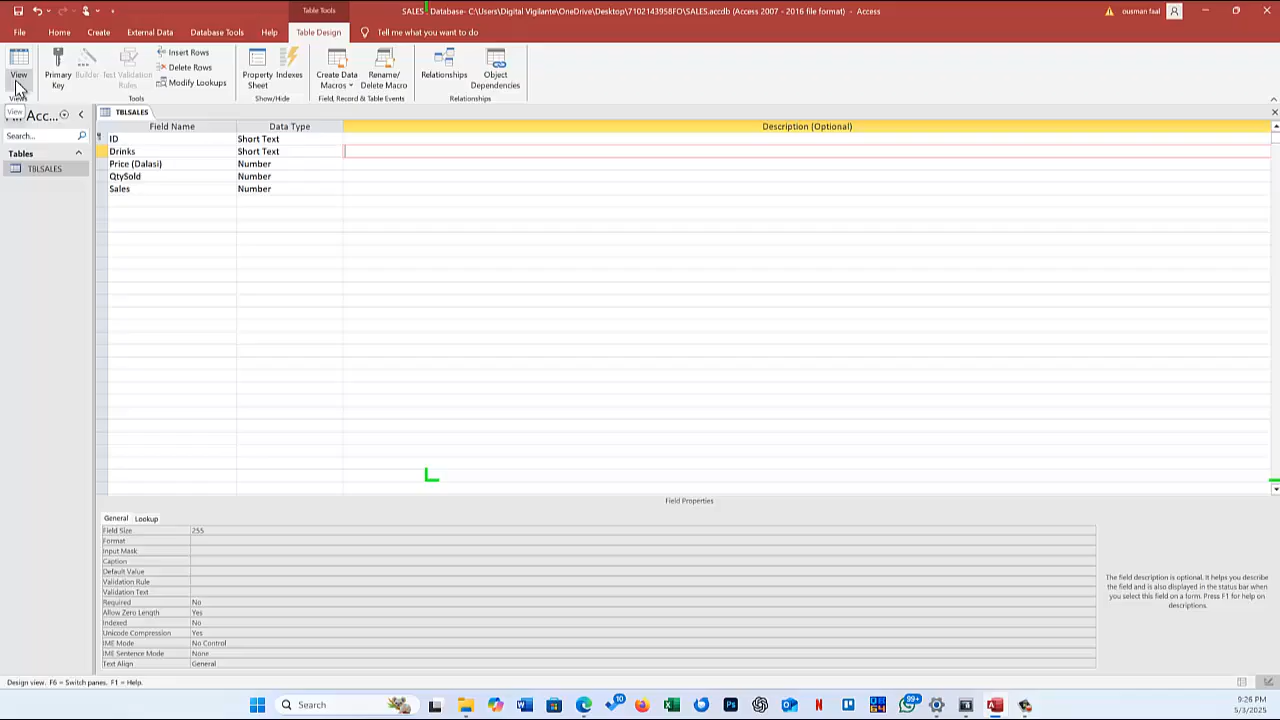 Table Tools
SALES : Database- C:\Users\Digital Vigilante\OneDrive\Desktop\7102143958FO\SALES.accdb (Access 2007 - 2016 file format) - Access
ousman faal
File Home Create External Data Database Tools Help Table Design Tell me what you want to do
View
Views
Primary Key
Builder
Test Validation Rules
Insert Rows
Delete Rows
Modify Lookups
Tools
Property Sheet
Indexes
Show/Hide
Create Data Macros
Rename/ Delete Macro
Field, Record & Table Events
Relationships
Object Dependencies
Relationships
View
Acc...
Search...
Tables
TBLSALES
TBLSALES
Field Name Data Type Description (Optional)
ID Short Text
Drinks Short Text
Price (Dalasi) Number
QtySold Number
Sales Number
Field Properties
General Lookup
Field Size 255
Format
Input Mask
Caption
Default Value
Validation Rule
Validation Text
Required No
Allow Zero Length Yes
Indexed No
Unicode Compression Yes
IME Mode No Control
IME Sentence Mode None
Text Align General
The field description is optional. It helps you describe
the field and is also displayed in the status bar when
you select this field on a form. Press F1 for help on
descriptions.
Design view. F6 = Switch panes. F1 = Help.
Search
10
99+
9:26 PM
5/3/2025